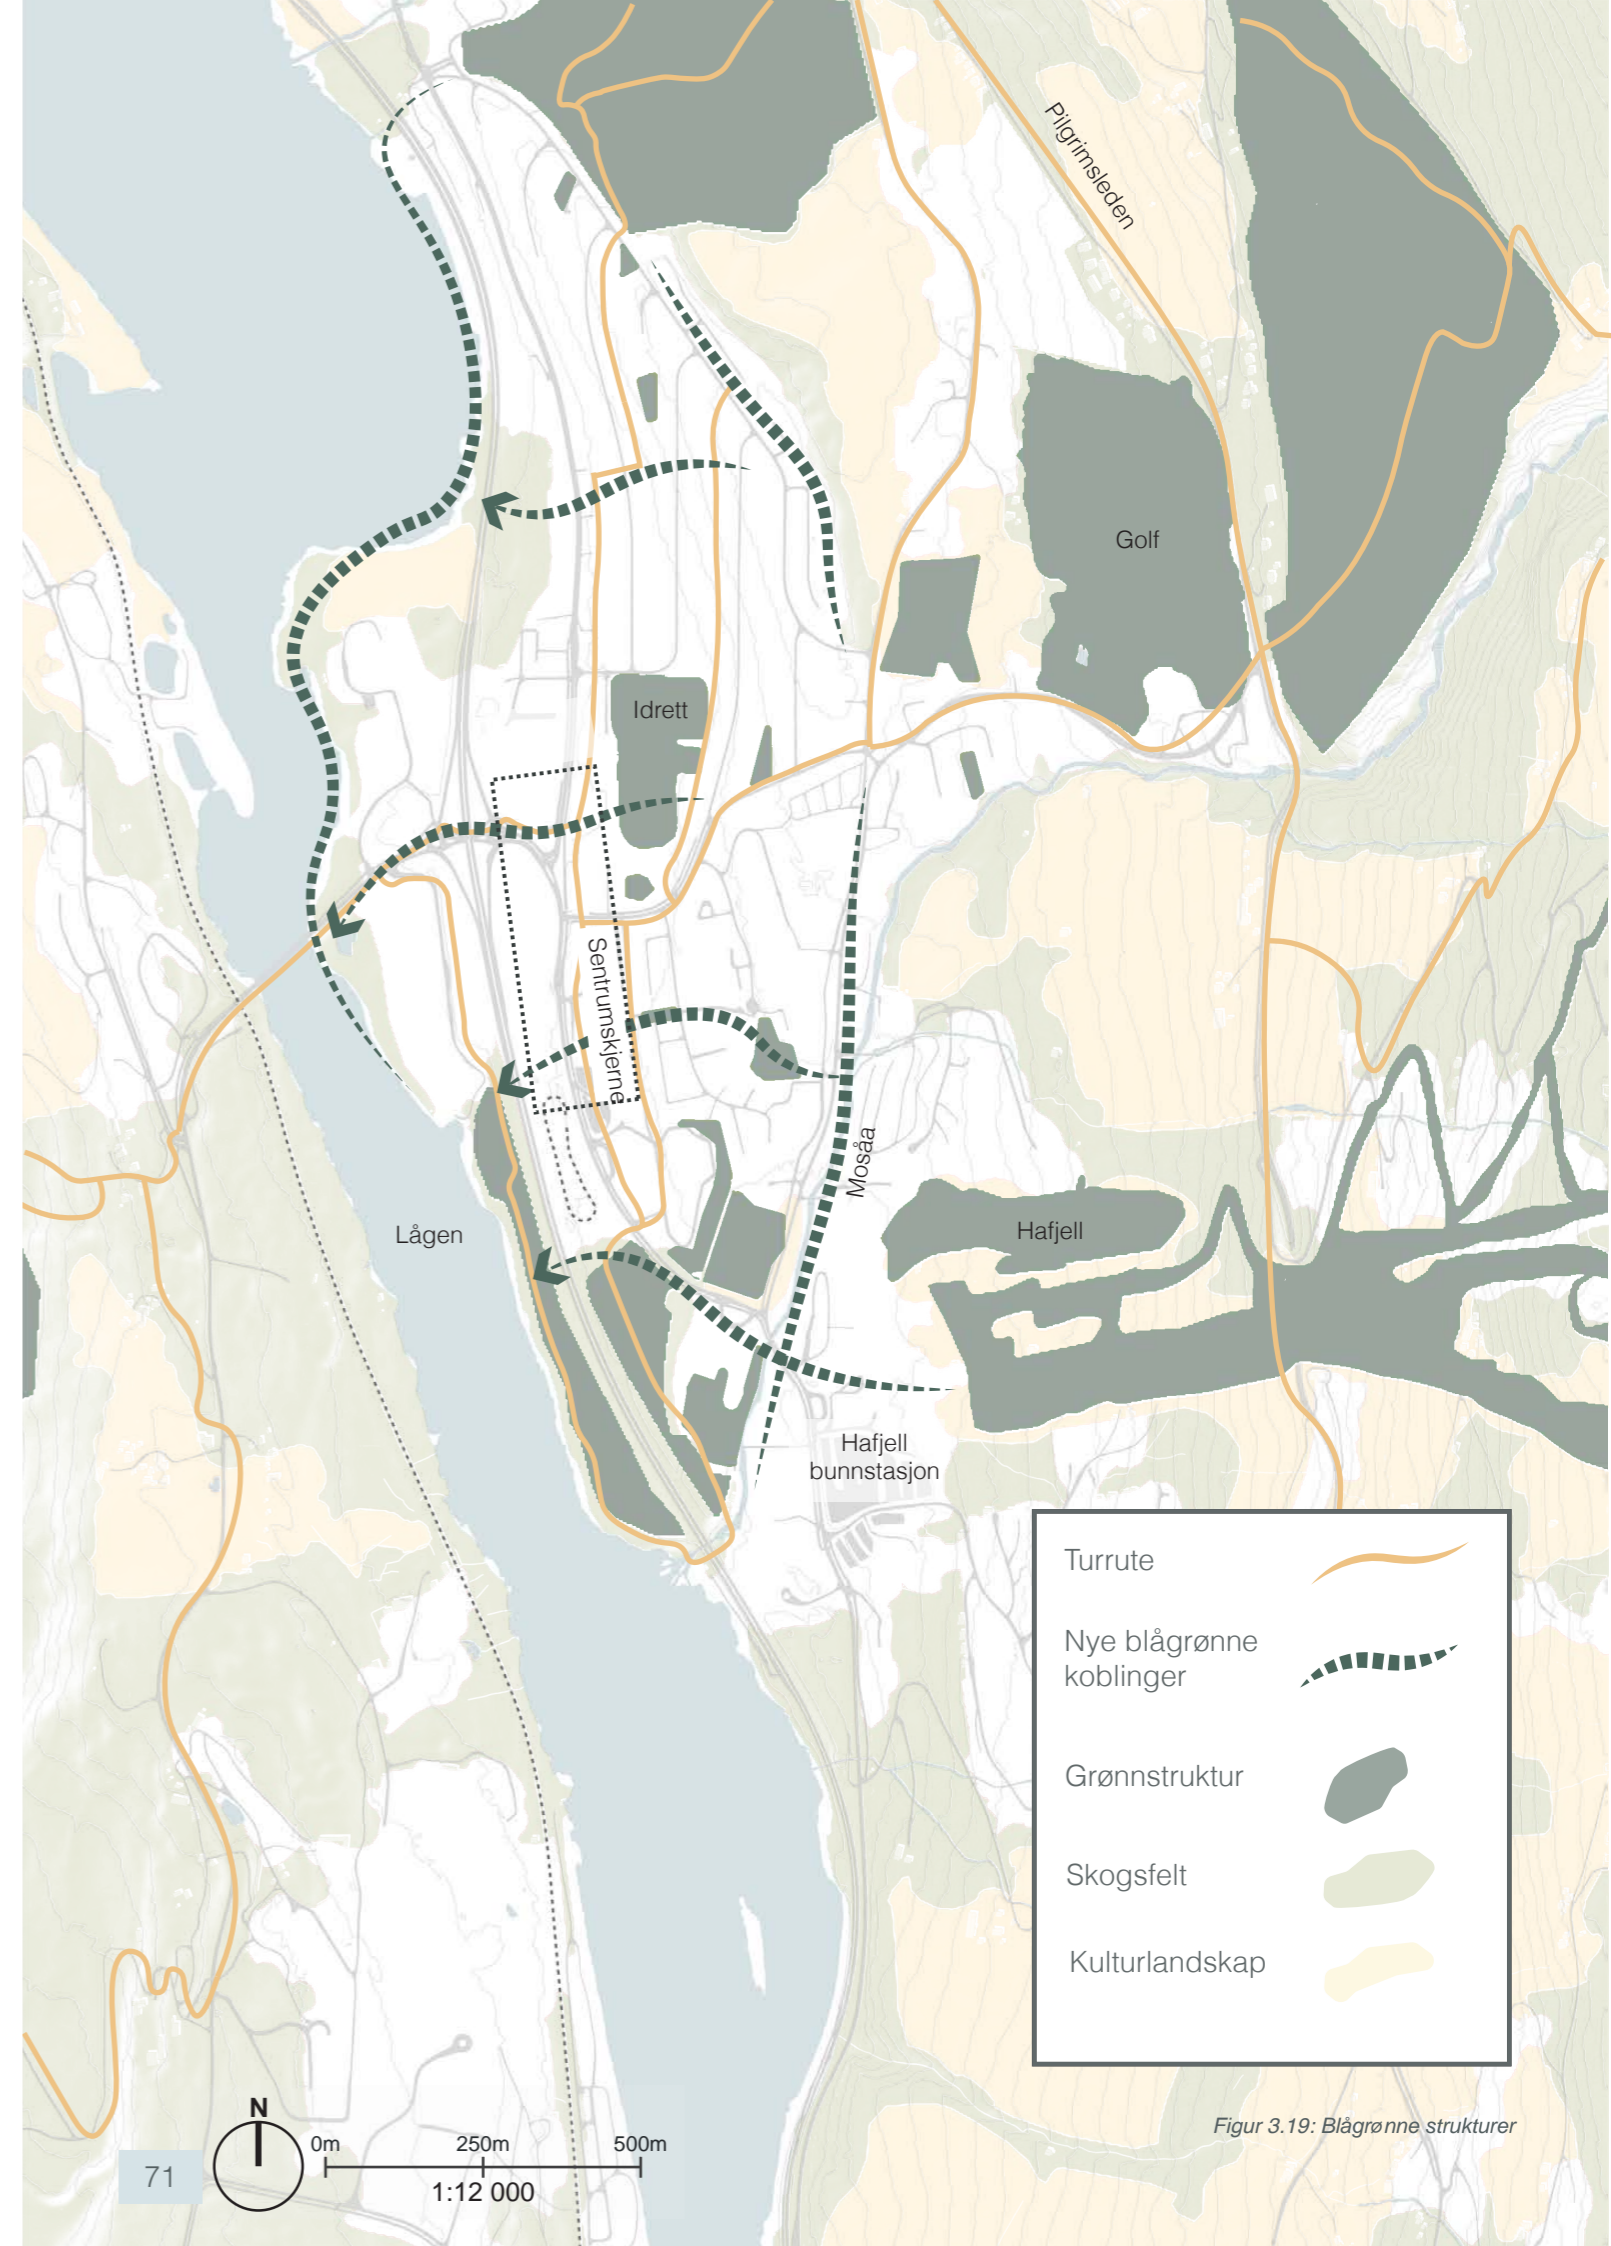 Pilgrimsleden
Golf
Idrett
Sentrumskjerne
Mosåa
Lågen
Hafjell
Hafjell
bunnstasjon
Turrute
Nye blågrønne
koblinger
Grønnstruktur
Skogsfelt
Kulturlandskap
Figur 3.19: Blågrønne strukturer
N
0m 250m 500m
1:12 000
71